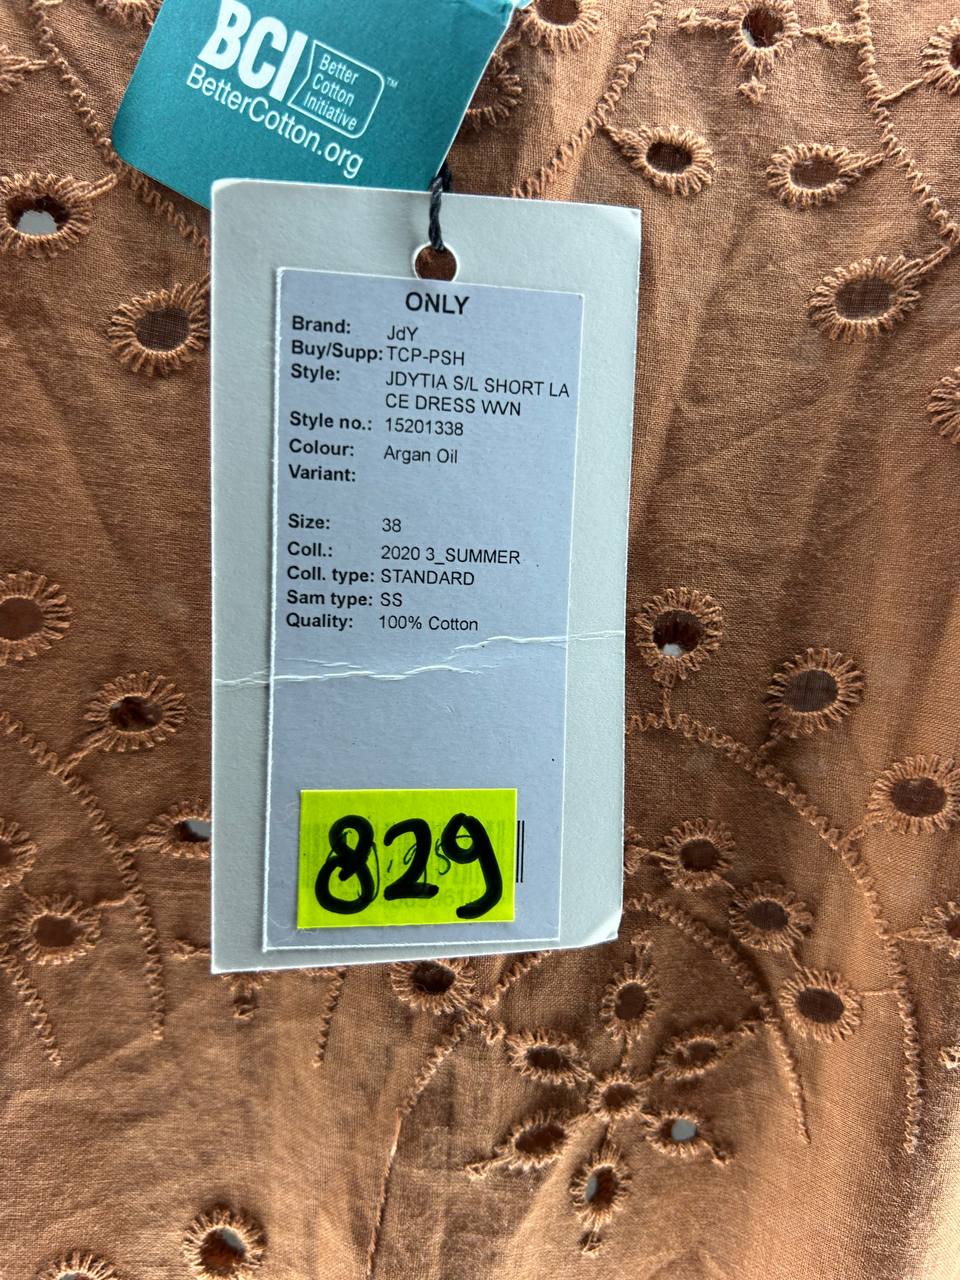 BCI
Better
Cotton
Initiative
™
BetterCotton.org
ONLY
Brand: JdY
Buy/Supp: TCP-PSH
Style: JDYTIA S/L SHORT LA
CE DRESS WVN
Style no.: 15201338
Colour: Argan Oil
Variant:
Size: 38
Coll.: 2020 3_SUMMER
Coll. type: STANDARD
Sam type: SS
Quality: 100% Cotton
829